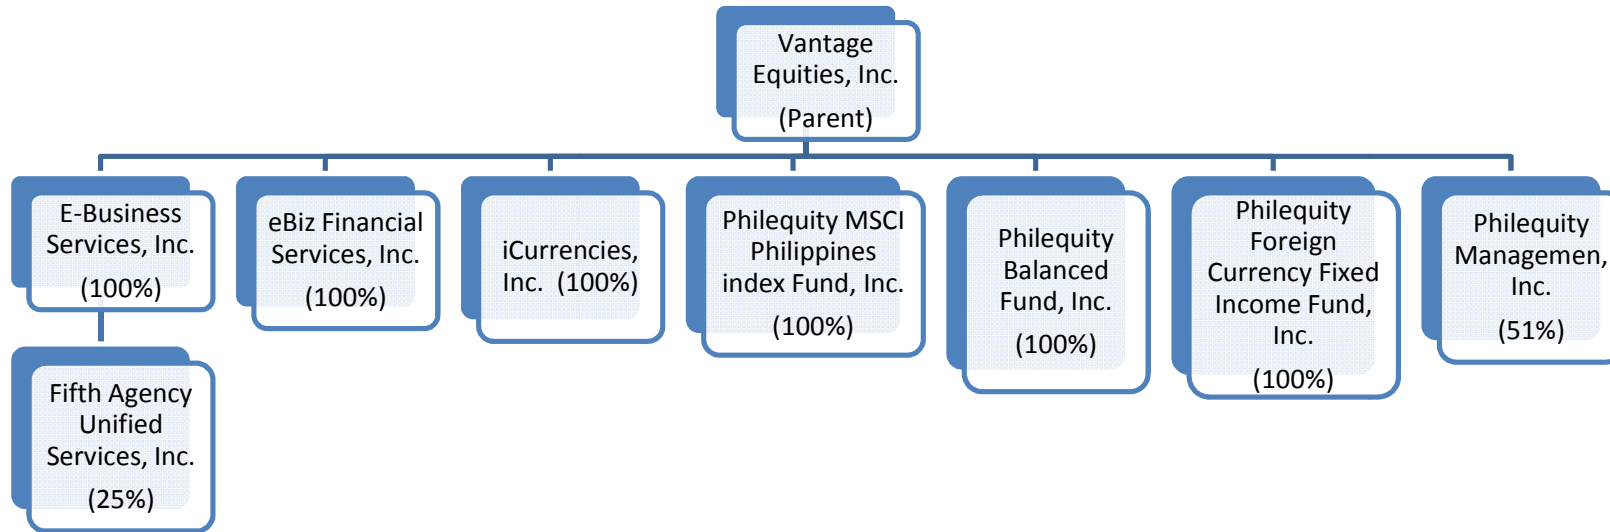 Vantage
Equities, Inc.
(Parent)
E-Business
Services, Inc.
(100%)
eBiz Financial
Services, Inc.
(100%)
iCurrencies,
Inc. (100%)
Philequity MSCI
Philippines
index Fund, Inc.
(100%)
Philequity
Balanced
Fund, Inc.
(100%)
Philequity
Foreign
Currency Fixed
Income Fund,
Inc.
(100%)
Philequity
Managemen,
Inc.
(51%)
Fifth Agency
Unified
Services, Inc.
(25%)